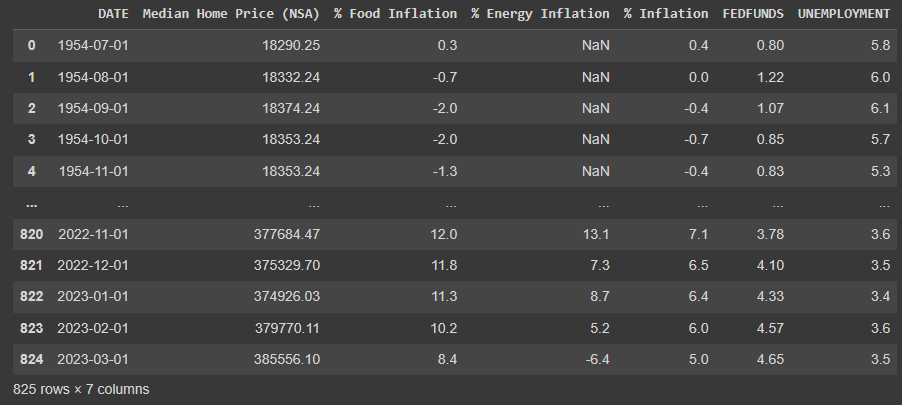 DATE Median Home Price (NSA) % Food Inflation % Energy Inflation % Inflation FEDFUNDS UNEMPLOYMENT
0 1954-07-01 18290.25 0.3 NaN 0.4 0.80 5.8
1 1954-08-01 18332.24 -0.7 NaN 0.0 1.22 6.0
2 1954-09-01 18374.24 -2.0 NaN -0.4 1.07 6.1
3 1954-10-01 18353.24 -2.0 NaN -0.7 0.85 5.7
4 1954-11-01 18353.24 -1.3 NaN -0.4 0.83 5.3
... ... ... ... ... ... ... ...
820 2022-11-01 377684.47 12.0 13.1 7.1 3.78 3.6
821 2022-12-01 375329.70 11.8 7.3 6.5 4.10 3.5
822 2023-01-01 374926.03 11.3 8.7 6.4 4.33 3.4
823 2023-02-01 379770.11 10.2 5.2 6.0 4.57 3.6
824 2023-03-01 385556.10 8.4 -6.4 5.0 4.65 3.5
825 rows × 7 columns